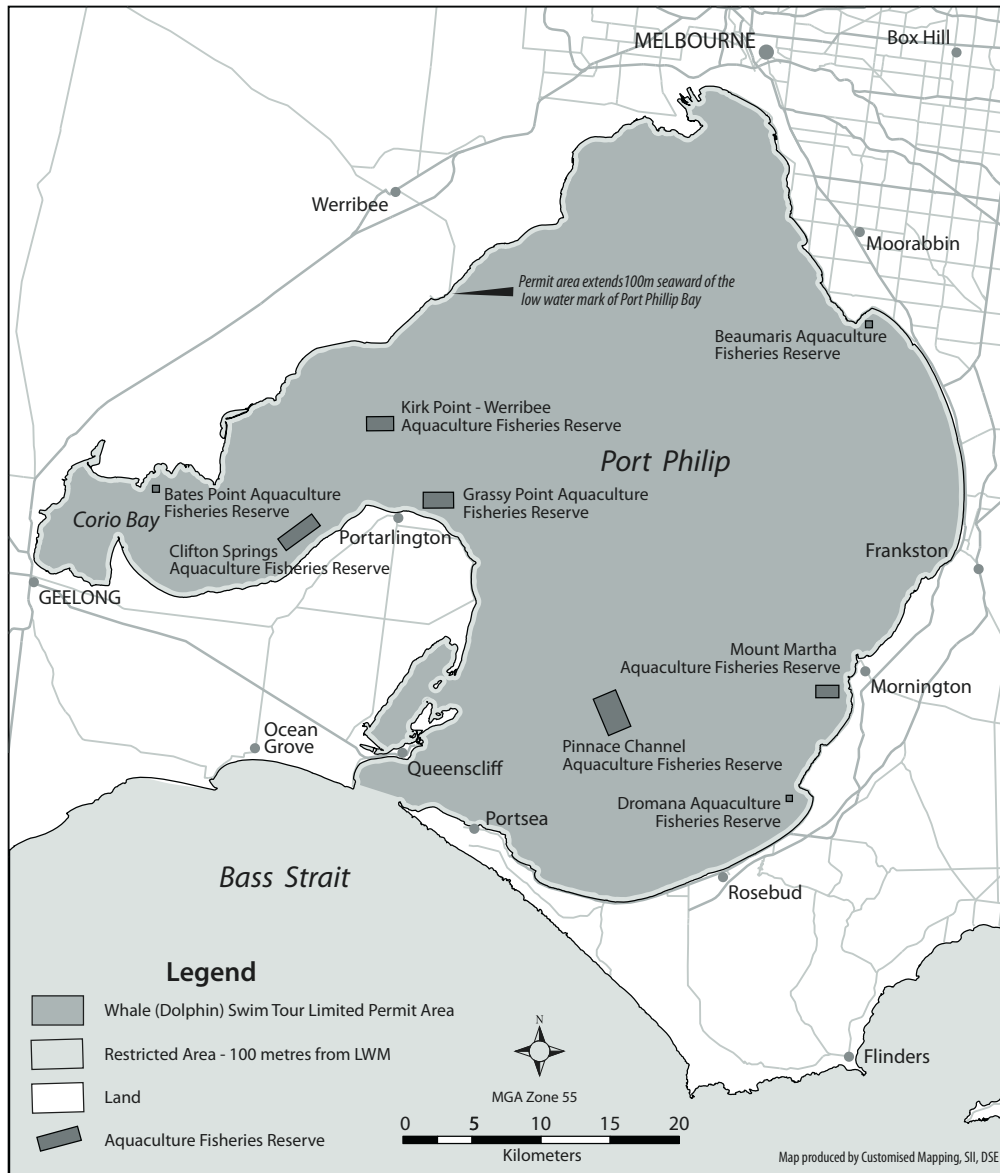 MELBOURNE
Box Hill
Werribee
Moorabbin
Permit area extends100m seaward of the
low water mark of Port Phillip Bay
Beaumaris Aquaculture
Fisheries Reserve
Kirk Point - Werribee
Aquaculture Fisheries Reserve
Port Philip
Bates Point Aquaculture
Fisheries Reserve
Grassy Point Aquaculture
Fisheries Reserve
Corio Bay
Portarlington
Clifton Springs
Aquaculture Fisheries Reserve
Frankston
GEELONG
Mount Martha
Aquaculture Fisheries Reserve
Mornington
Ocean
Grove
Pinnace Channel
Aquaculture Fisheries Reserve
Queenscliff
Dromana Aquaculture
Fisheries Reserve
Portsea
Bass Strait
Rosebud
Legend
Whale (Dolphin) Swim Tour Limited Permit Area
Restricted Area - 100 metres from LWM
Land
Aquaculture Fisheries Reserve
N
MGA Zone 55
0 5 10 15 20
Kilometers
Flinders
Map produced by Customised Mapping, SII, DSE